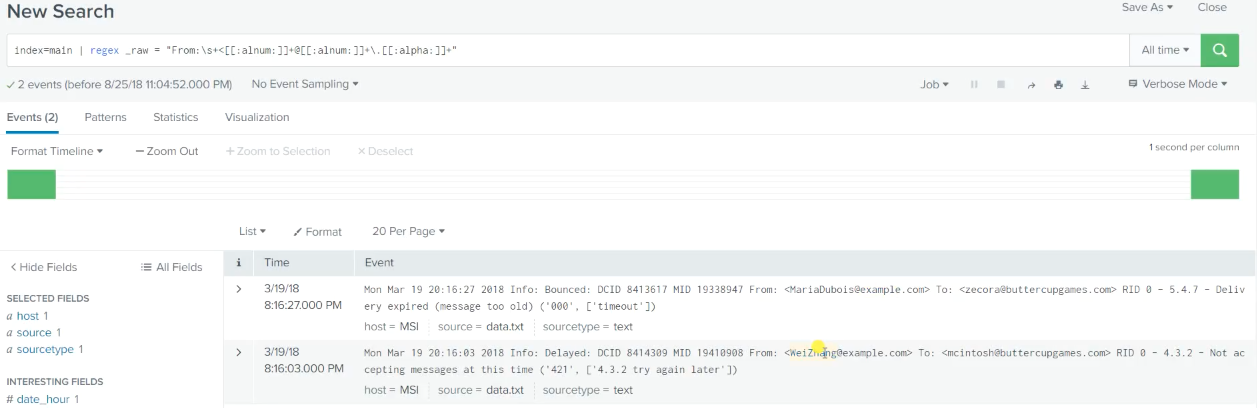 New Search
Save As ▾ Close
index=main | regex _raw = "From:\s+<[[:alnum:]]+@[[:alnum:]]+\.[[:alpha:]]+"
All time ▾
✓ 2 events (before 8/25/18 11:04:52.000 PM) No Event Sampling ▾
Job ▾ Verbose Mode ▾
Events (2) Patterns Statistics Visualization
Format Timeline ▾ — Zoom Out + Zoom to Selection × Deselect
1 second per column
List ▾ Format 20 Per Page ▾
< Hide Fields All Fields
i Time Event
SELECTED FIELDS
a host 1
a source 1
a sourcetype 1
INTERESTING FIELDS
# date_hour 1
> 3/19/18
8:16:27.000 PM
Mon Mar 19 20:16:27 2018 Info: Bounced: DCID 8413617 MID 19338947 From: <MariaDubois@example.com> To: <zecora@buttercupgames.com> RID 0 - 5.4.7 - Deliv
ery expired (message too old) ('000', ['timeout'])
host = MSI source = data.txt sourcetype = text
> 3/19/18
8:16:03.000 PM
Mon Mar 19 20:16:03 2018 Info: Delayed: DCID 8414309 MID 19410908 From: <WeiZhang@example.com> To: <mcintosh@buttercupgames.com> RID 0 - 4.3.2 - Not ac
cepting messages at this time ('421', ['4.3.2 try again later'])
host = MSI source = data.txt sourcetype = text